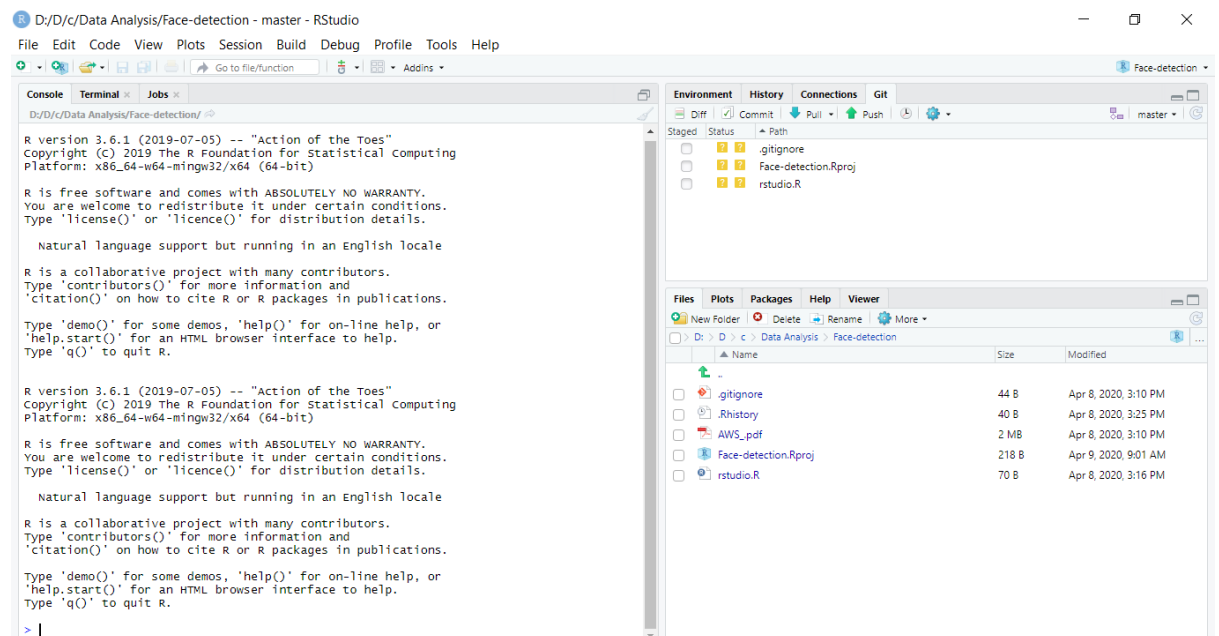 R D:/D/c/Data Analysis/Face-detection - master - RStudio
File Edit Code View Plots Session Build Debug Profile Tools Help
Go to file/function Addins Face-detection
Console Terminal Jobs
D:/D/c/Data Analysis/Face-detection/
R version 3.6.1 (2019-07-05) -- "Action of the Toes"
Copyright (C) 2019 The R Foundation for Statistical Computing
Platform: x86_64-w64-mingw32/x64 (64-bit)
R is free software and comes with ABSOLUTELY NO WARRANTY.
You are welcome to redistribute it under certain conditions.
Type 'license()' or 'licence()' for distribution details.
Natural language support but running in an English locale
R is a collaborative project with many contributors.
Type 'contributors()' for more information and
'citation()' on how to cite R or R packages in publications.
Type 'demo()' for some demos, 'help()' for on-line help, or
'help.start()' for an HTML browser interface to help.
Type 'q()' to quit R.
R version 3.6.1 (2019-07-05) -- "Action of the Toes"
Copyright (C) 2019 The R Foundation for Statistical Computing
Platform: x86_64-w64-mingw32/x64 (64-bit)
R is free software and comes with ABSOLUTELY NO WARRANTY.
You are welcome to redistribute it under certain conditions.
Type 'license()' or 'licence()' for distribution details.
Natural language support but running in an English locale
R is a collaborative project with many contributors.
Type 'contributors()' for more information and
'citation()' on how to cite R or R packages in publications.
Type 'demo()' for some demos, 'help()' for on-line help, or
'help.start()' for an HTML browser interface to help.
Type 'q()' to quit R.
>
Environment History Connections Git
Diff Commit Pull Push master
Staged Status Path
? ? .gitignore
? ? Face-detection.Rproj
? ? rstudio.R
Files Plots Packages Help Viewer
New Folder Delete Rename More
D: > D > c > Data Analysis > Face-detection ...
Name Size Modified
..
.gitignore 44 B Apr 8, 2020, 3:10 PM
.Rhistory 40 B Apr 8, 2020, 3:25 PM
AWS_.pdf 2 MB Apr 8, 2020, 3:10 PM
Face-detection.Rproj 218 B Apr 9, 2020, 9:01 AM
rstudio.R 70 B Apr 8, 2020, 3:16 PM